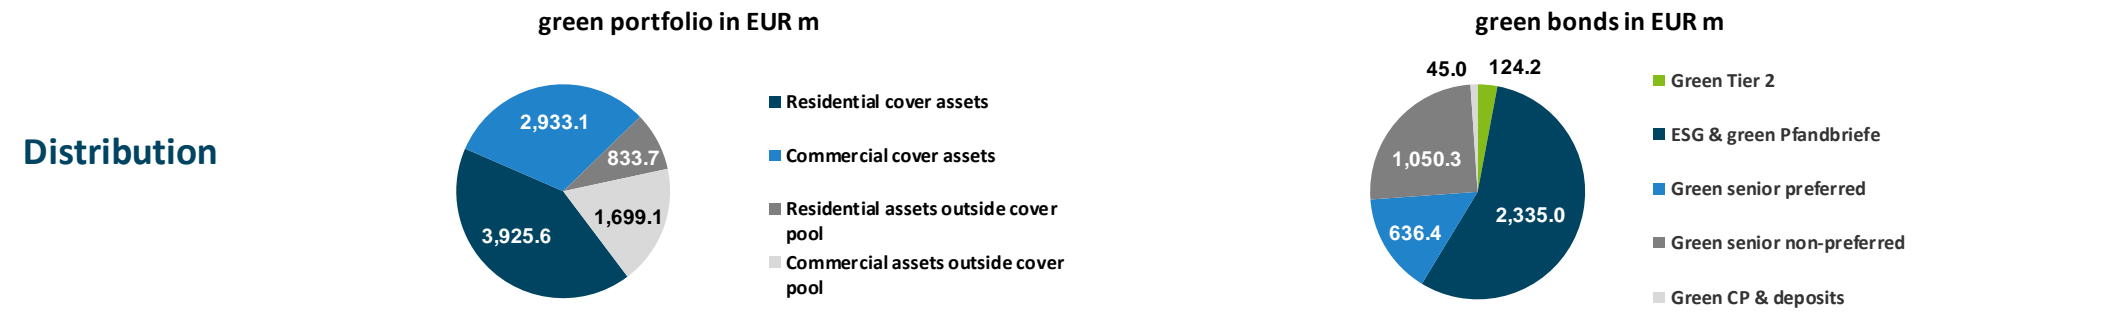 green portfolio in EUR m
green bonds in EUR m
Distribution
2,933.1
833.7
1,699.1
3,925.6
Residential cover assets
Commercial cover assets
Residential assets outside cover
pool
Commercial assets outside cover
pool
45.0
124.2
1,050.3
2,335.0
636.4
Green Tier 2
ESG & green Pfandbriefe
Green senior preferred
Green senior non-preferred
Green CP & deposits